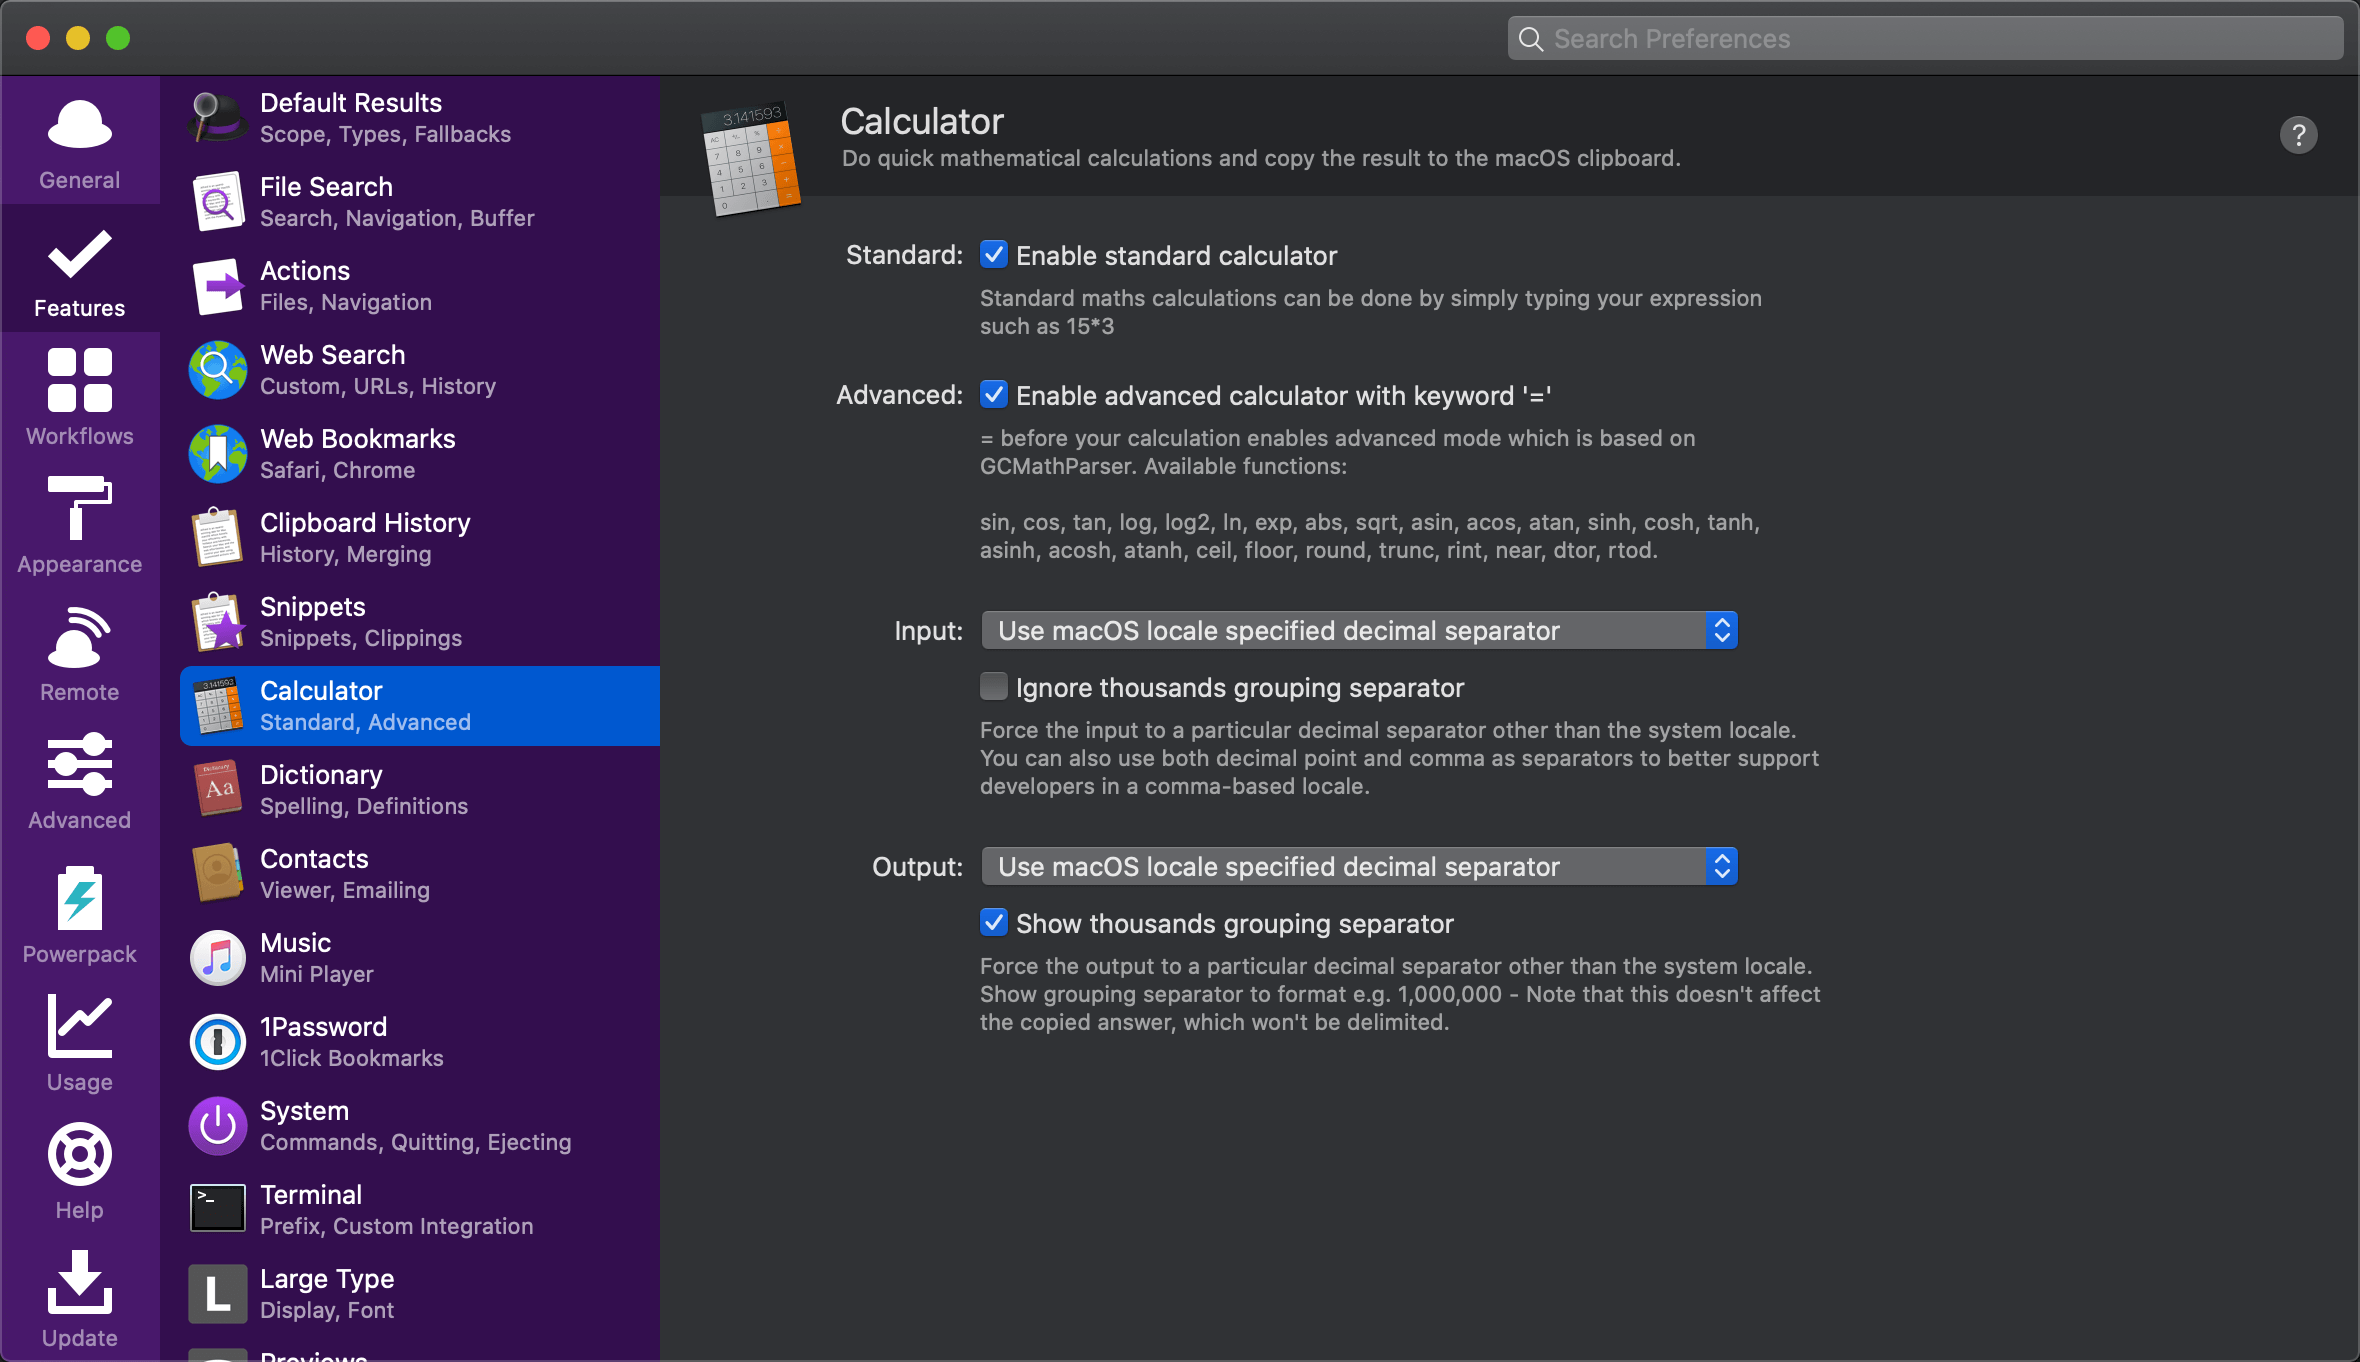 Search Preferences
General
Features
Workflows
Appearance
Remote
Advanced
Powerpack
Usage
Help
Update
Default Results
Scope, Types, Fallbacks
File Search
Search, Navigation, Buffer
Actions
Files, Navigation
Web Search
Custom, URLs, History
Web Bookmarks
Safari, Chrome
Clipboard History
History, Merging
Snippets
Snippets, Clippings
Calculator
Standard, Advanced
Dictionary
Spelling, Definitions
Contacts
Viewer, Emailing
Music
Mini Player
1Password
1Click Bookmarks
System
Commands, Quitting, Ejecting
Terminal
Prefix, Custom Integration
Large Type
Display, Font
Previews
3.141593
Calculator
Do quick mathematical calculations and copy the result to the macOS clipboard.
?
Standard: Enable standard calculator
Standard maths calculations can be done by simply typing your expression
such as 15*3
Advanced: Enable advanced calculator with keyword '='
= before your calculation enables advanced mode which is based on
GCMathParser. Available functions:
sin, cos, tan, log, log2, ln, exp, abs, sqrt, asin, acos, atan, sinh, cosh, tanh,
asinh, acosh, atanh, ceil, floor, round, trunc, rint, near, dtor, rtod.
Input: Use macOS locale specified decimal separator
Ignore thousands grouping separator
Force the input to a particular decimal separator other than the system locale.
You can also use both decimal point and comma as separators to better support
developers in a comma-based locale.
Output: Use macOS locale specified decimal separator
Show thousands grouping separator
Force the output to a particular decimal separator other than the system locale.
Show grouping separator to format e.g. 1,000,000 - Note that this doesn't affect
the copied answer, which won't be delimited.